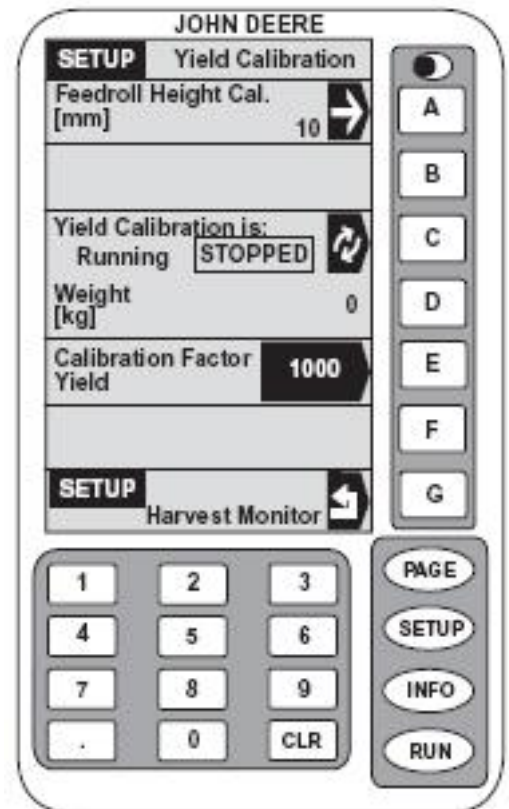 JOHN DEERE
SETUP Yield Calibration
Feedroll Height Cal.
[mm] 10
Yield Calibration is:
Running STOPPED
Weight
[kg] 0
Calibration Factor
Yield 1000
SETUP
Harvest Monitor
A
B
C
D
E
F
G
1 2 3
4 5 6
7 8 9
. 0 CLR
PAGE
SETUP
INFO
RUN